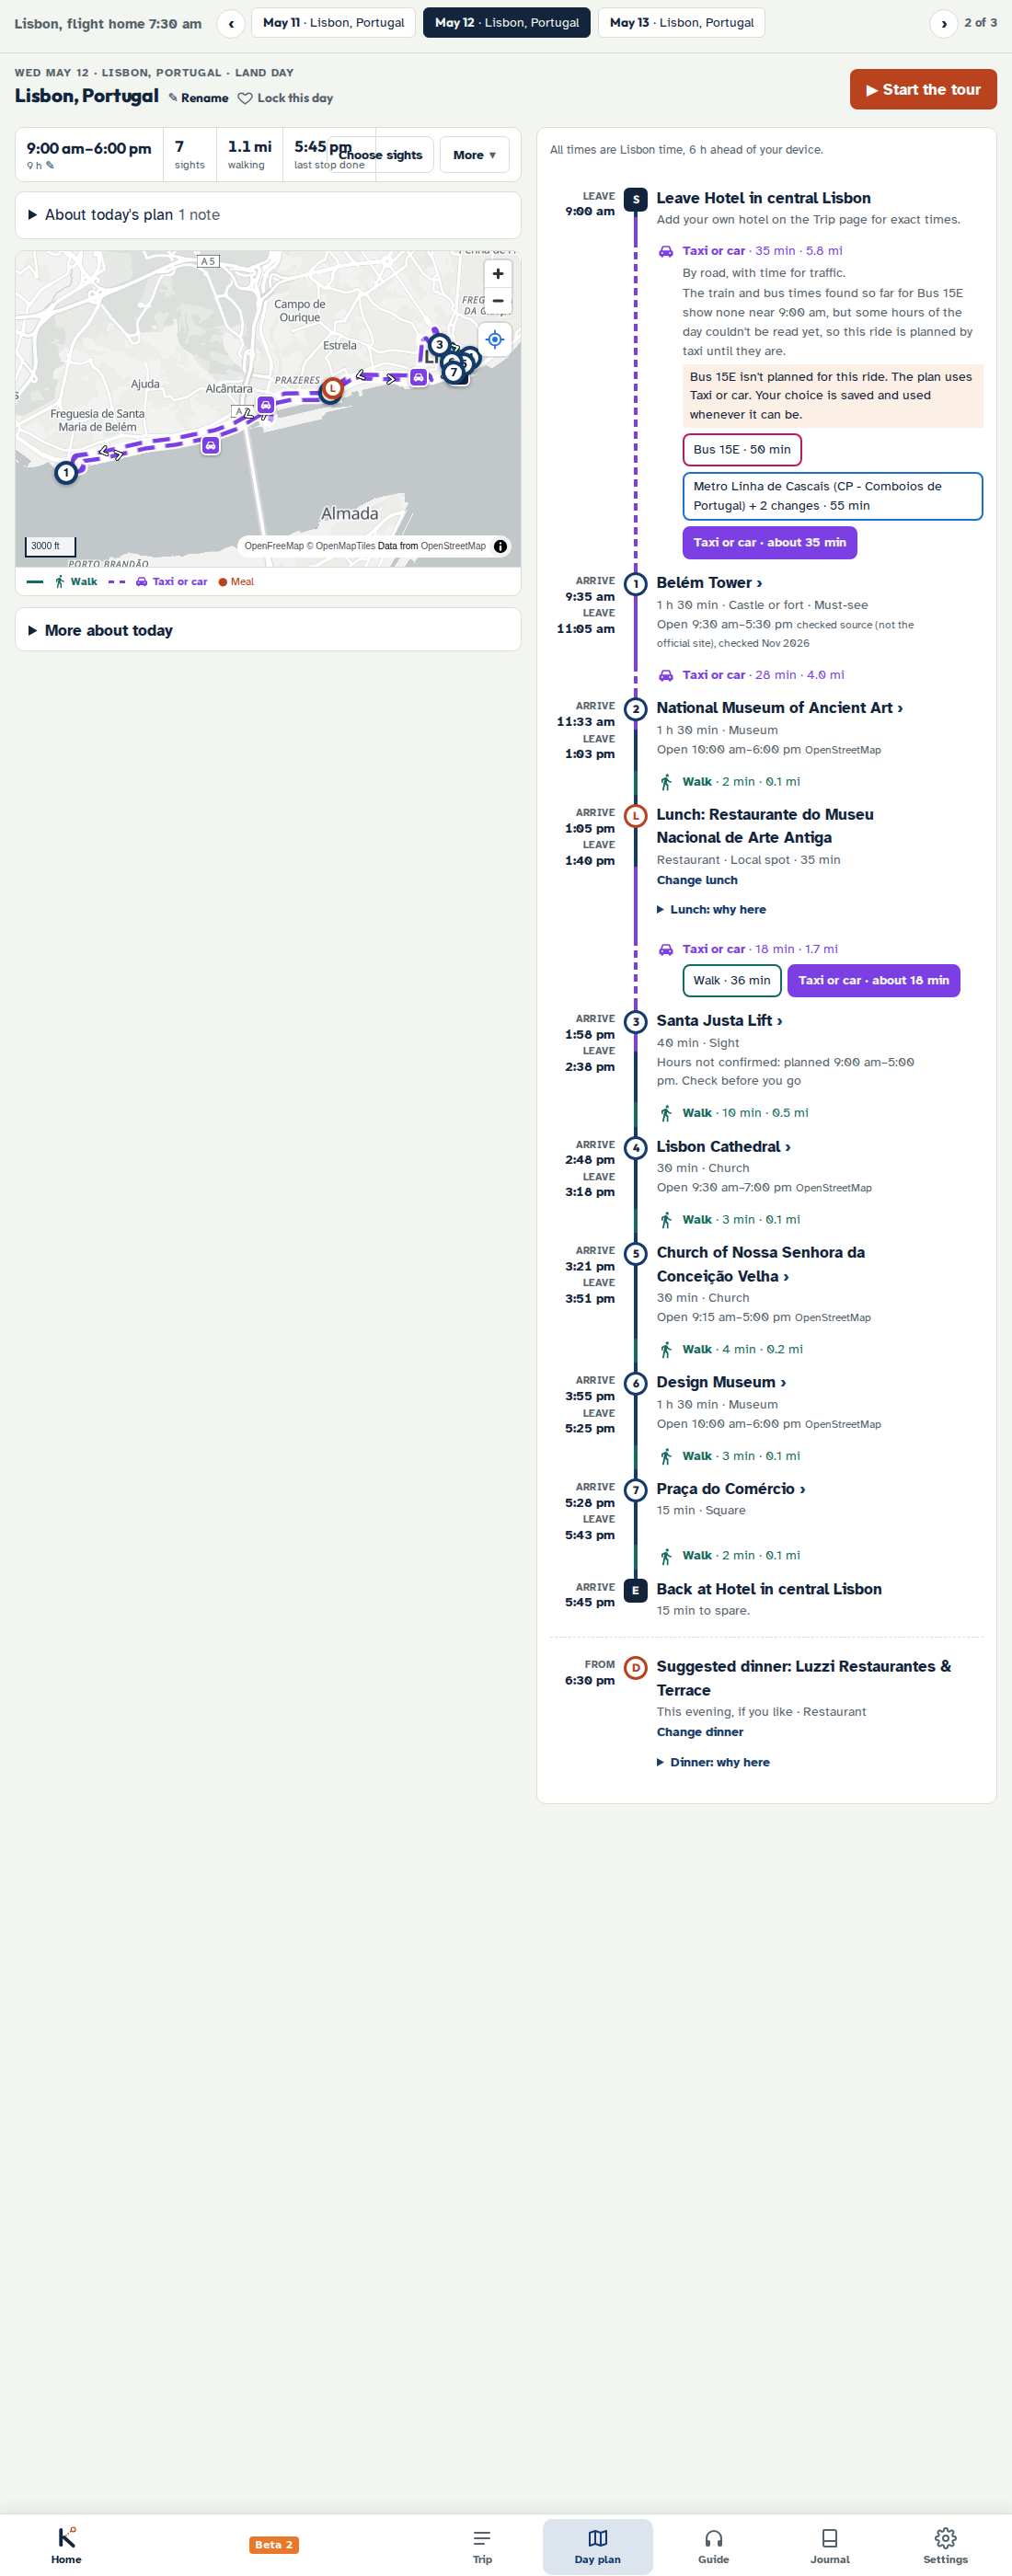 Lisbon, flight home 7:30 am
‹
May 11 · Lisbon, Portugal
May 12 · Lisbon, Portugal
May 13 · Lisbon, Portugal
›
2 of 3
WED MAY 12 · LISBON, PORTUGAL · LAND DAY
Lisbon, Portugal
✎ Rename
Lock this day
▶ Start the tour
9:00 am–6:00 pm
9 h ✎
7
sights
1.1 mi
walking
5:45 pm
last stop done
Choose sights
More ▾
▶ About today's plan 1 note
A 5
Campo de
Ourique
Estrela
PRAZERES
Ajuda
Alcântara
Freguesia de Santa
Maria de Belém
Almada
PORTO BRANDÃO
+
−
1
L
3
7
3000 ft
OpenFreeMap © OpenMapTiles Data from OpenStreetMap
Walk
Taxi or car
Meal
▶ More about today
All times are Lisbon time, 6 h ahead of your device.
LEAVE
9:00 am
S
Leave Hotel in central Lisbon
Add your own hotel on the Trip page for exact times.
Taxi or car · 35 min · 5.8 mi
By road, with time for traffic.
The train and bus times found so far for Bus 15E
show none near 9:00 am, but some hours of the
day couldn't be read yet, so this ride is planned by
taxi until they are.
Bus 15E isn't planned for this ride. The plan uses
Taxi or car. Your choice is saved and used
whenever it can be.
Bus 15E · 50 min
Metro Linha de Cascais (CP - Comboios de
Portugal) + 2 changes · 55 min
Taxi or car · about 35 min
ARRIVE
9:35 am
LEAVE
11:05 am
1
Belém Tower ›
1 h 30 min · Castle or fort · Must-see
Open 9:30 am–5:30 pm checked source (not the
official site), checked Nov 2026
Taxi or car · 28 min · 4.0 mi
ARRIVE
11:33 am
LEAVE
1:03 pm
2
National Museum of Ancient Art ›
1 h 30 min · Museum
Open 10:00 am–6:00 pm OpenStreetMap
Walk · 2 min · 0.1 mi
ARRIVE
1:05 pm
LEAVE
1:40 pm
L
Lunch: Restaurante do Museu
Nacional de Arte Antiga
Restaurant · Local spot · 35 min
Change lunch
▶ Lunch: why here
Taxi or car · 18 min · 1.7 mi
Walk · 36 min
Taxi or car · about 18 min
ARRIVE
1:58 pm
LEAVE
2:38 pm
3
Santa Justa Lift ›
40 min · Sight
Hours not confirmed: planned 9:00 am–5:00
pm. Check before you go
Walk · 10 min · 0.5 mi
ARRIVE
2:48 pm
LEAVE
3:18 pm
4
Lisbon Cathedral ›
30 min · Church
Open 9:30 am–7:00 pm OpenStreetMap
Walk · 3 min · 0.1 mi
ARRIVE
3:21 pm
LEAVE
3:51 pm
5
Church of Nossa Senhora da
Conceição Velha ›
30 min · Church
Open 9:15 am–5:00 pm OpenStreetMap
Walk · 4 min · 0.2 mi
ARRIVE
3:55 pm
LEAVE
5:25 pm
6
Design Museum ›
1 h 30 min · Museum
Open 10:00 am–6:00 pm OpenStreetMap
Walk · 3 min · 0.1 mi
ARRIVE
5:28 pm
LEAVE
5:43 pm
7
Praça do Comércio ›
15 min · Square
Walk · 2 min · 0.1 mi
ARRIVE
5:45 pm
E
Back at Hotel in central Lisbon
15 min to spare.
FROM
6:30 pm
D
Suggested dinner: Luzzi Restaurantes &
Terrace
This evening, if you like · Restaurant
Change dinner
▶ Dinner: why here
Home
Beta 2
Trip
Day plan
Guide
Journal
Settings